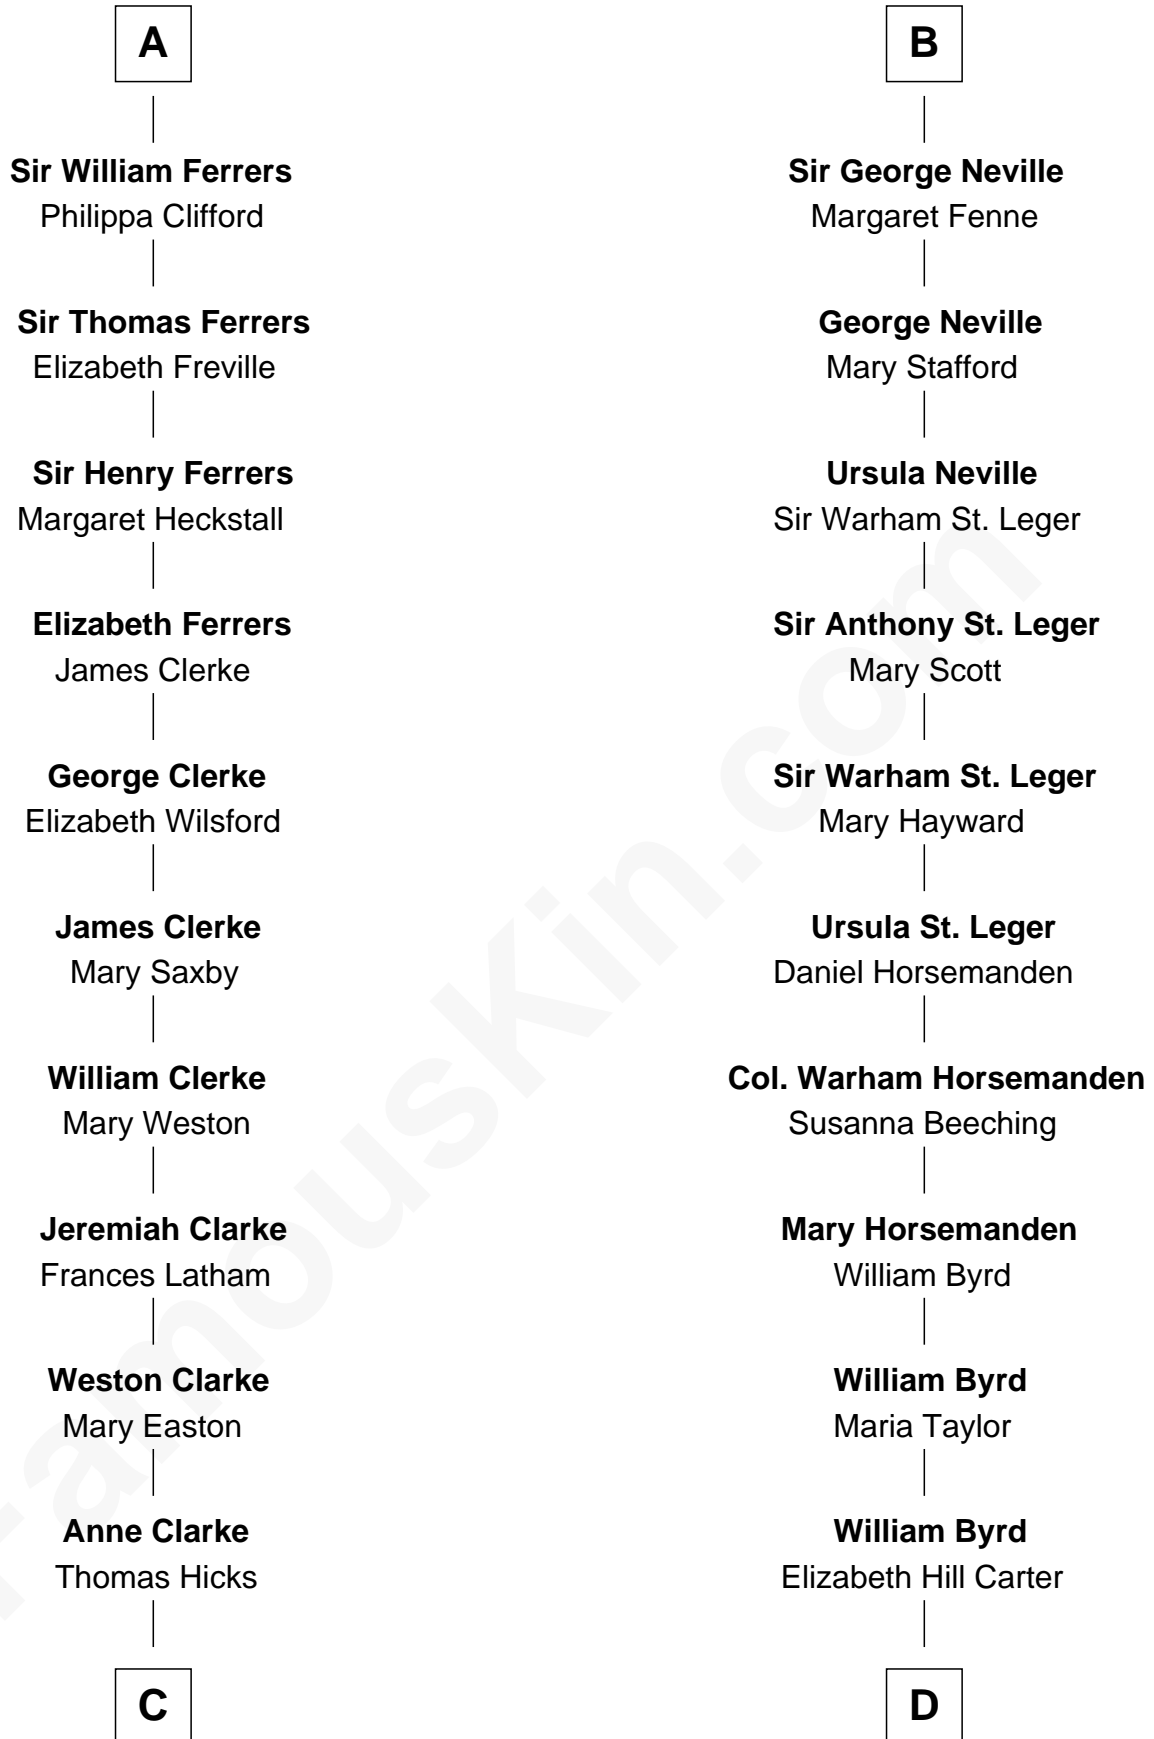 A
Sir William Ferrers
Philippa Clifford
Sir Thomas Ferrers
Elizabeth Freville
Sir Henry Ferrers
Margaret Heckstall
Elizabeth Ferrers
James Clerke
George Clerke
Elizabeth Wilsford
James Clerke
Mary Saxby
William Clerke
Mary Weston
Jeremiah Clarke
Frances Latham
Weston Clarke
Mary Easton
Anne Clarke
Thomas Hicks
C
B
Sir George Neville
Margaret Fenne
George Neville
Mary Stafford
Ursula Neville
Sir Warham St. Leger
Sir Anthony St. Leger
Mary Scott
Sir Warham St. Leger
Mary Hayward
Ursula St. Leger
Daniel Horsemanden
Col. Warham Horsemanden
Susanna Beeching
Mary Horsemanden
William Byrd
William Byrd
Maria Taylor
William Byrd
Elizabeth Hill Carter
D
FamousKin.com